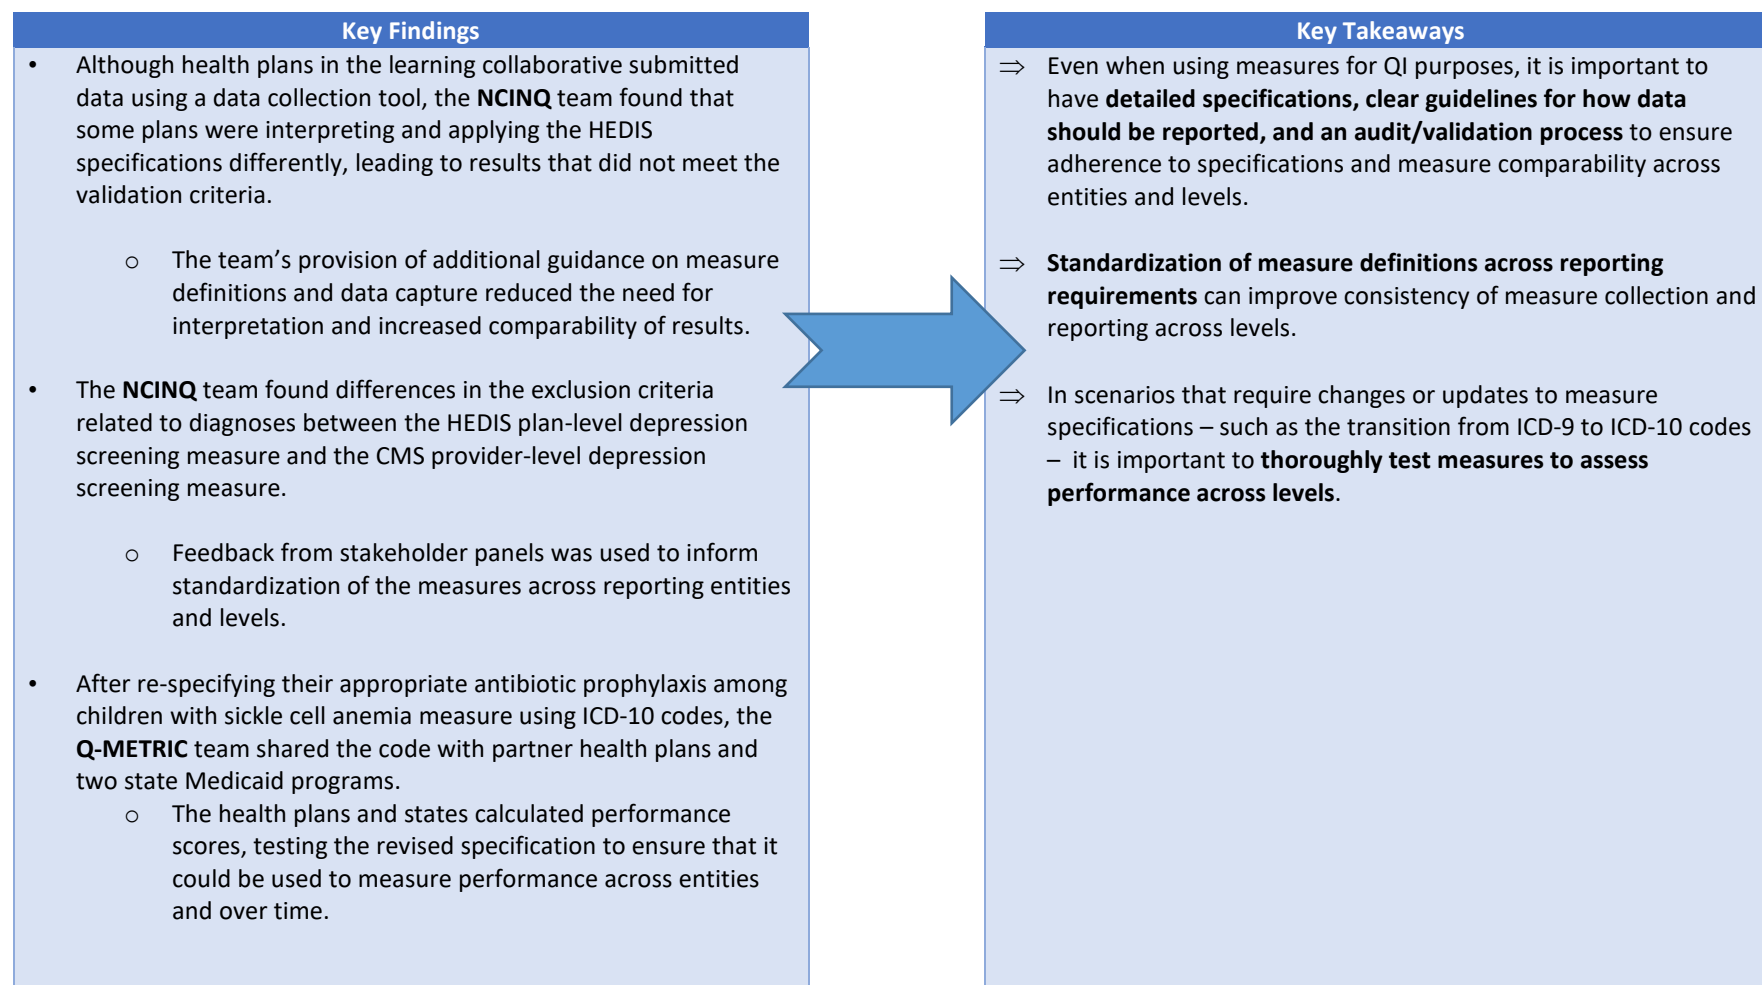 Key Findings
• Although health plans in the learning collaborative submitted
data using a data collection tool, the NCINQ team found that
some plans were interpreting and applying the HEDIS
specifications differently, leading to results that did not meet the
validation criteria.
o The team’s provision of additional guidance on measure
definitions and data capture reduced the need for
interpretation and increased comparability of results.
• The NCINQ team found differences in the exclusion criteria
related to diagnoses between the HEDIS plan-level depression
screening measure and the CMS provider-level depression
screening measure.
o Feedback from stakeholder panels was used to inform
standardization of the measures across reporting entities
and levels.
• After re-specifying their appropriate antibiotic prophylaxis among
children with sickle cell anemia measure using ICD-10 codes, the
Q-METRIC team shared the code with partner health plans and
two state Medicaid programs.
o The health plans and states calculated performance
scores, testing the revised specification to ensure that it
could be used to measure performance across entities
and over time.
Key Takeaways
⇒ Even when using measures for QI purposes, it is important to
have detailed specifications, clear guidelines for how data
should be reported, and an audit/validation process to ensure
adherence to specifications and measure comparability across
entities and levels.
⇒ Standardization of measure definitions across reporting
requirements can improve consistency of measure collection and
reporting across levels.
⇒ In scenarios that require changes or updates to measure
specifications – such as the transition from ICD-9 to ICD-10 codes
– it is important to thoroughly test measures to assess
performance across levels.